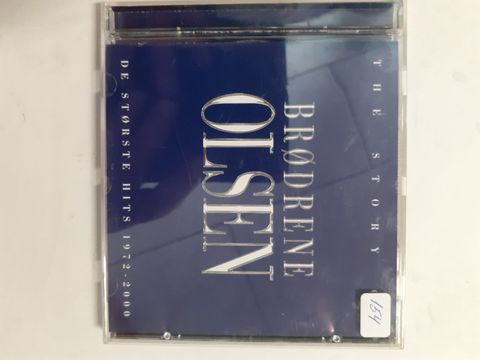 THE STORY
BRØDRENE
OLSEN
DE STØRSTE HITS 1972-2000
154